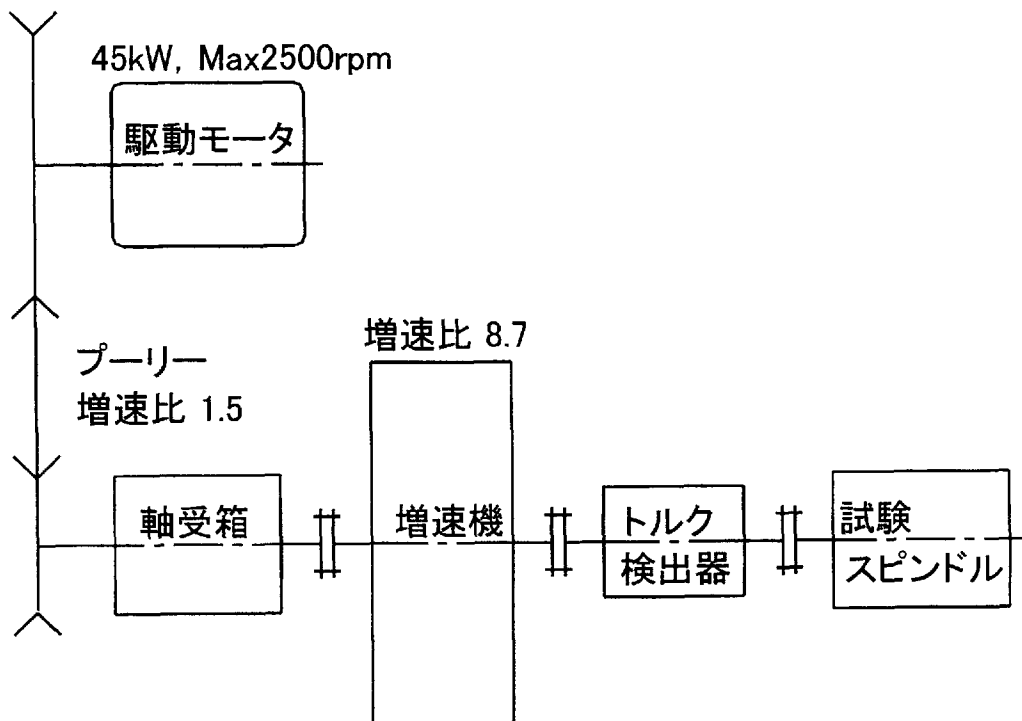 45kW, Max2500rpm
駆動モータ
増速比 8.7
プーリー
増速比 1.5
軸受箱
増速機
トルク
検出器
試験
スピンドル